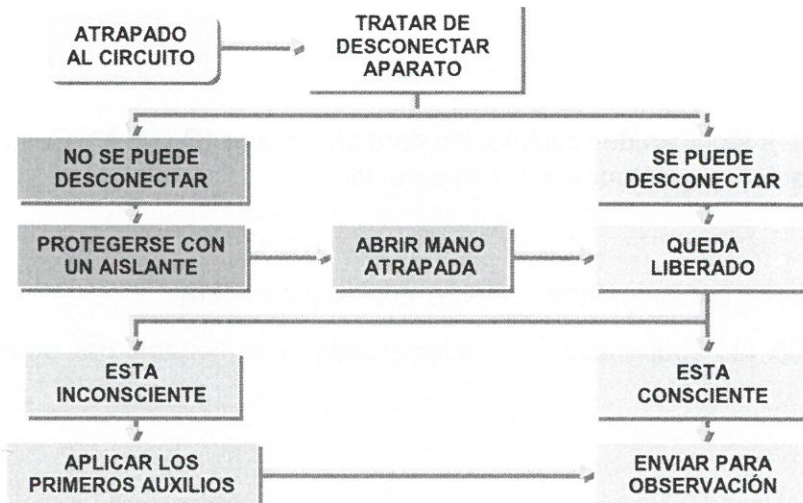 ATRAPADO
AL CIRCUITO
TRATAR DE
DESCONECTAR
APARATO
NO SE PUEDE
DESCONECTAR
SE PUEDE
DESCONECTAR
PROTEGERSE CON
UN AISLANTE
ABRIR MANO
ATRAPADA
QUEDA
LIBERADO
ESTA
INCONSCIENTE
ESTA
CONSCIENTE
APLICAR LOS
PRIMEROS AUXILIOS
ENVIAR PARA
OBSERVACIÓN